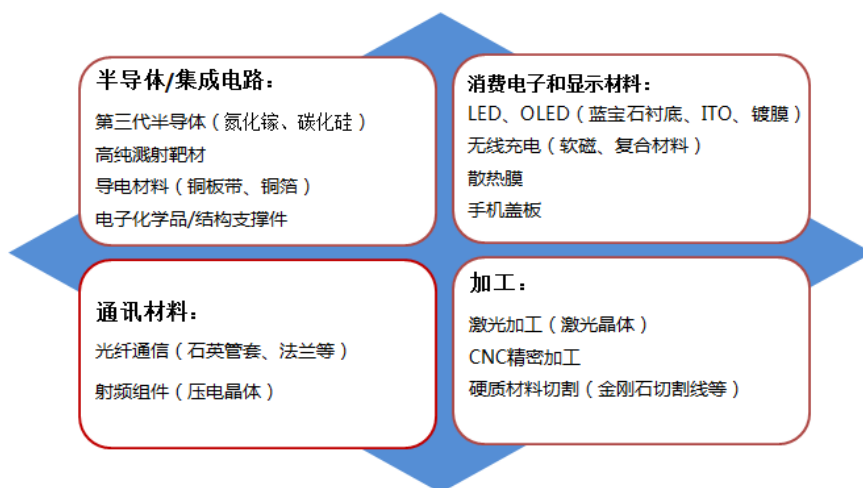 半导体/集成电路：
第三代半导体（氮化镓、碳化硅）
高纯溅射靶材
导电材料（铜板带、铜箔）
电子化学品/结构支撑件
消费电子和显示材料：
LED、OLED（蓝宝石衬底、ITO、镀膜）
无线充电（软磁、复合材料）
散热膜
手机盖板
通讯材料：
光纤通信（石英管套、法兰等）
射频组件（压电晶体）
加工：
激光加工（激光晶体）
CNC精密加工
硬质材料切割（金刚石切割线等）